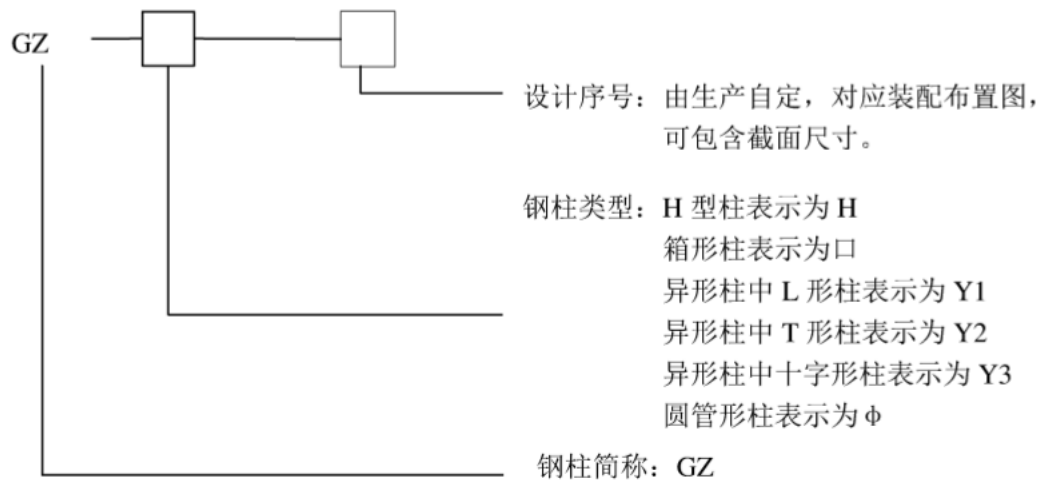 GZ
设计序号：由生产自定，对应装配布置图，
可包含截面尺寸。
钢柱类型：H 型柱表示为 H
箱形柱表示为口
异形柱中 L 形柱表示为 Y1
异形柱中 T 形柱表示为 Y2
异形柱中十字形柱表示为 Y3
圆管形柱表示为 φ
钢柱简称：GZ